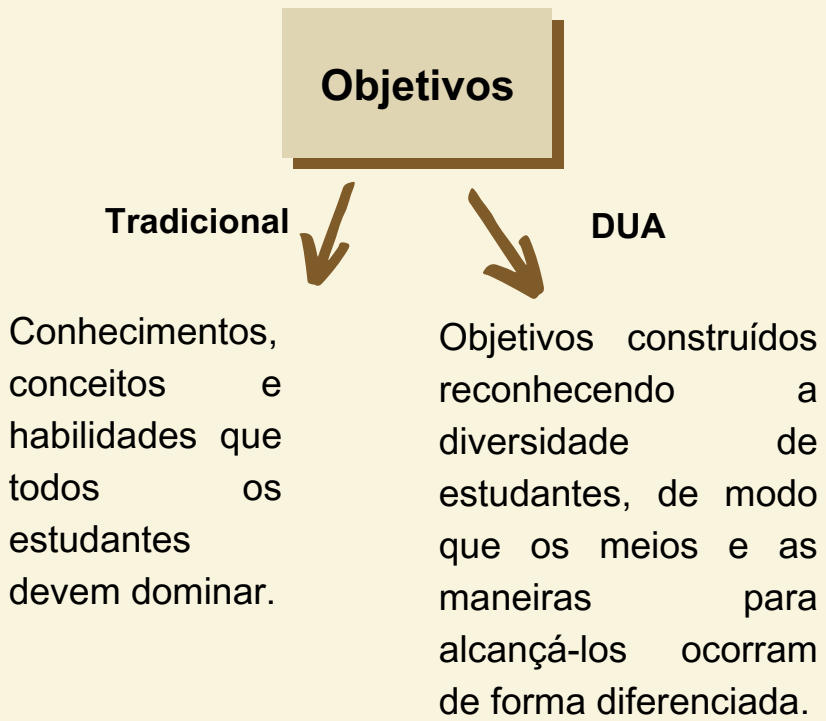 Objetivos
Tradicional
Conhecimentos,
conceitos e
habilidades que
todos os
estudantes
devem dominar.
DUA
Objetivos construídos
reconhecendo a
diversidade de
estudantes, de modo
que os meios e as
maneiras para
alcançá-los ocorram
de forma diferenciada.